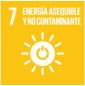 7 ENERGÍA ASEQUIBLE
Y NO CONTAMINANTE